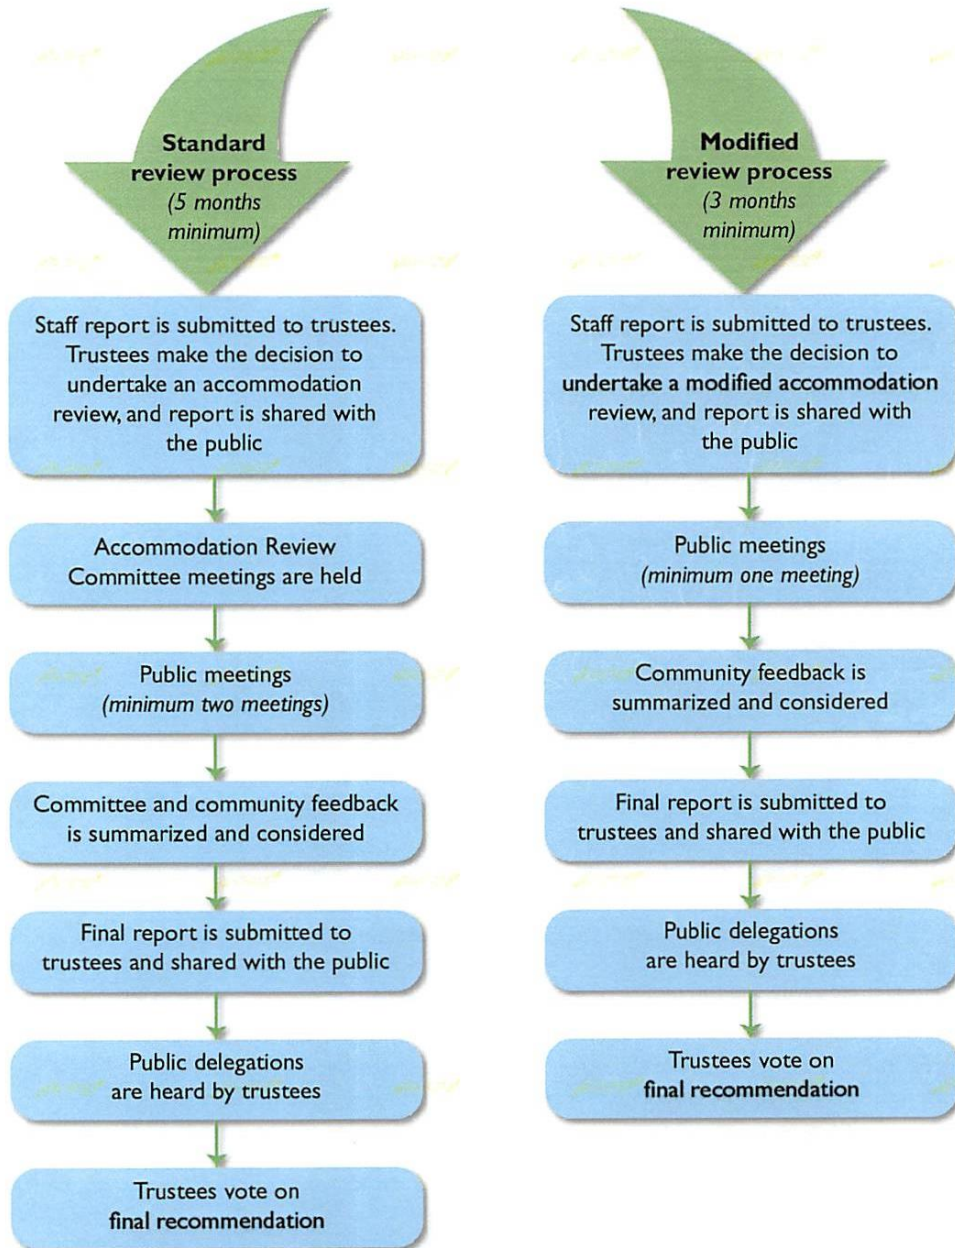 Standard
review process
(5 months
minimum)
Staff report is submitted to trustees.
Trustees make the decision to
undertake an accommodation
review, and report is shared with
the public
Accommodation Review
Committee meetings are held
Public meetings
(minimum two meetings)
Committee and community feedback
is summarized and considered
Final report is submitted to
trustees and shared with the public
Public delegations
are heard by trustees
Trustees vote on
final recommendation
Modified
review process
(3 months
minimum)
Staff report is submitted to trustees.
Trustees make the decision to
undertake a modified accommodation
review, and report is shared with
the public
Public meetings
(minimum one meeting)
Community feedback is
summarized and considered
Final report is submitted to
trustees and shared with the public
Public delegations
are heard by trustees
Trustees vote on
final recommendation